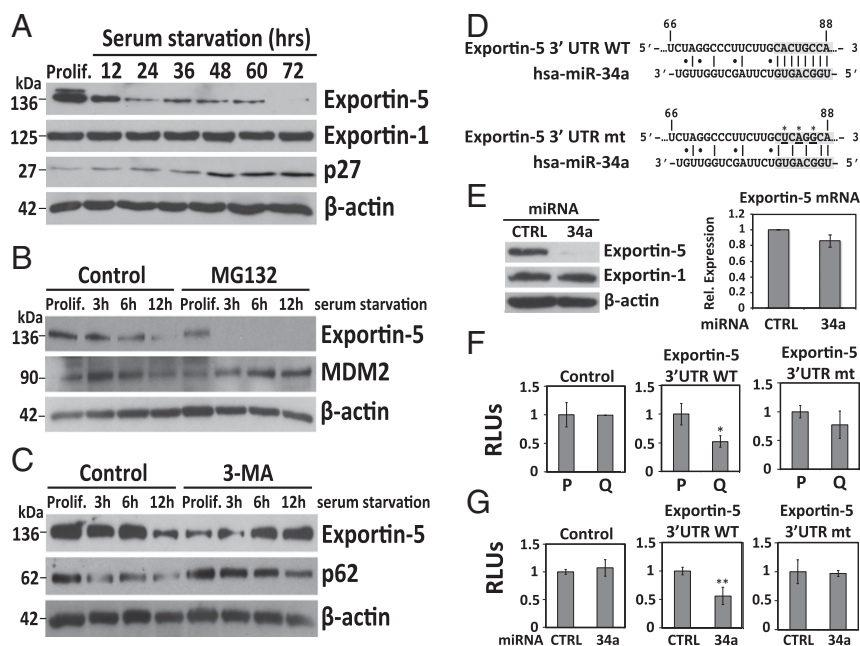 A
Serum starvation (hrs)
kDa Prolif. 12 24 36 48 60 72
136 Exportin-5
125 Exportin-1
27 p27
42 β-actin
B
Control MG132
kDa Prolif. 3h 6h 12h Prolif. 3h 6h 12h serum starvation
136 Exportin-5
90 MDM2
42 β-actin
C
Control 3-MA
kDa Prolif. 3h 6h 12h Prolif. 3h 6h 12h serum starvation
136 Exportin-5
62 p62
42 β-actin
D
66 88
Exportin-5 3' UTR WT 5'-…UCUAGGCCCUUCUUGCACUGCCA…- 3
hsa-miR-34a 3'-UGUUGGUCGAUUCUGUGACGGU- 5'
66 88
* * *
Exportin-5 3' UTR mt 5'-…UCUAGGCCCUUCUUGCUCAGGCA…- 3
hsa-miR-34a 3'-UGUUGGUCGAUUCUGUGACGGU- 5'
E
miRNA
CTRL 34a
Exportin-5
Exportin-1
β-actin
Exportin-5 mRNA
Rel. Expression
1.2
1
0.8
0.6
0.4
0.2
0
miRNA CTRL 34a
F
RLUs
Control
1.5
1
0.5
0
P Q
Exportin-5
3'UTR WT
1.5
1
0.5
0
*
P Q
Exportin-5
3'UTR mt
1.5
1
0.5
0
P Q
G
RLUs
Control
1.5
1
0.5
0
miRNA CTRL 34a
Exportin-5
3'UTR WT
1.5
1
0.5
0
**
CTRL 34a
Exportin-5
3'UTR mt
1.5
1
0.5
0
CTRL 34a